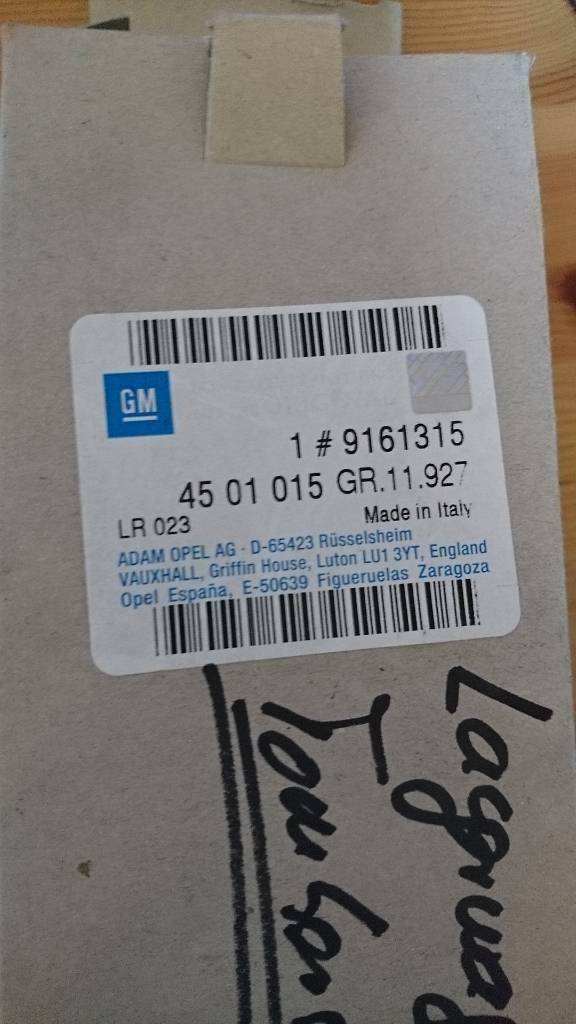 GM
1 # 9161315
45 01 015 GR.11.927
LR 023
Made in Italy
ADAM OPEL AG · D-65423 Rüsselsheim
VAUXHALL, Griffin House, Luton LU1 3YT, England
Opel España, E-50639 Figueruelas Zaragoza